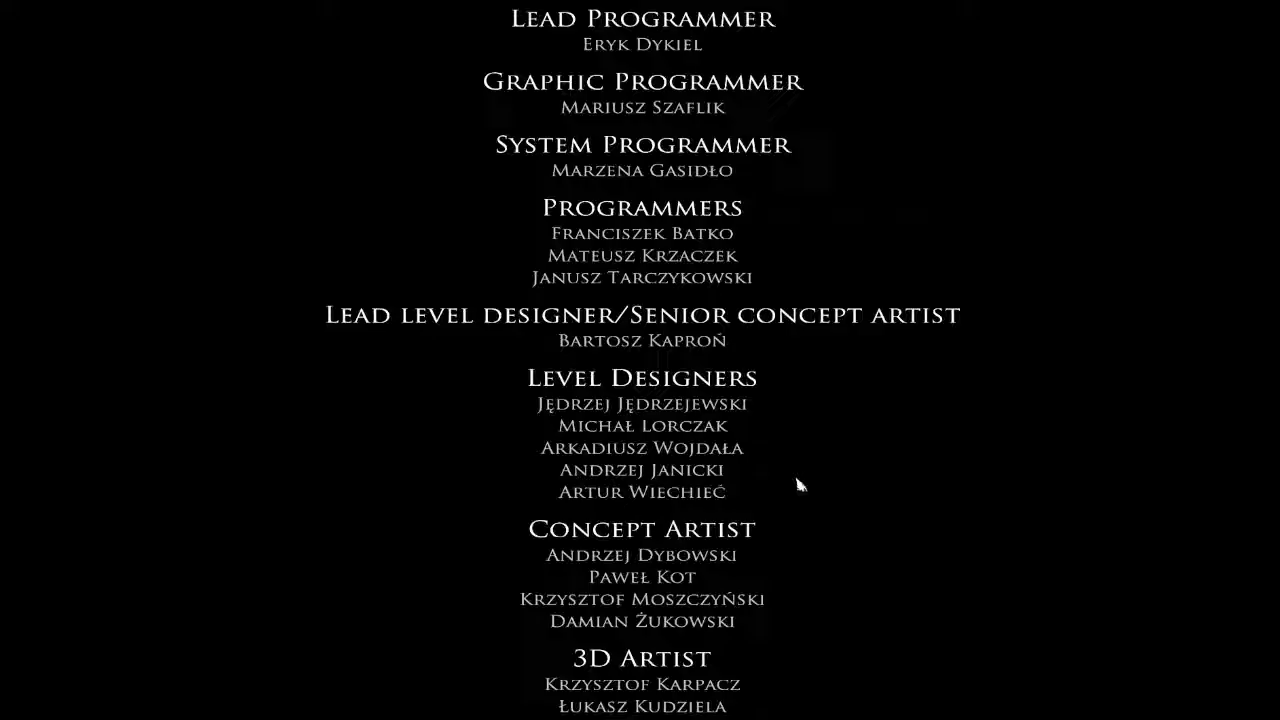 Lead Programmer
Eryk Dykiel
Graphic Programmer
Mariusz Szaflik
System Programmer
Marzena Gasidło
Programmers
Franciszek Batko
Mateusz Krzaczek
Janusz Tarczykowski
Lead level designer/Senior concept artist
Bartosz Kaproń
Level Designers
Jędrzej Jędrzejewski
Michał Lorczak
Arkadiusz Wojdała
Andrzej Janicki
Artur Wiechieć
Concept Artist
Andrzej Dybowski
Paweł Kot
Krzysztof Moszczyński
Damian Żukowski
3D Artist
Krzysztof Karpacz
Łukasz Kudziela